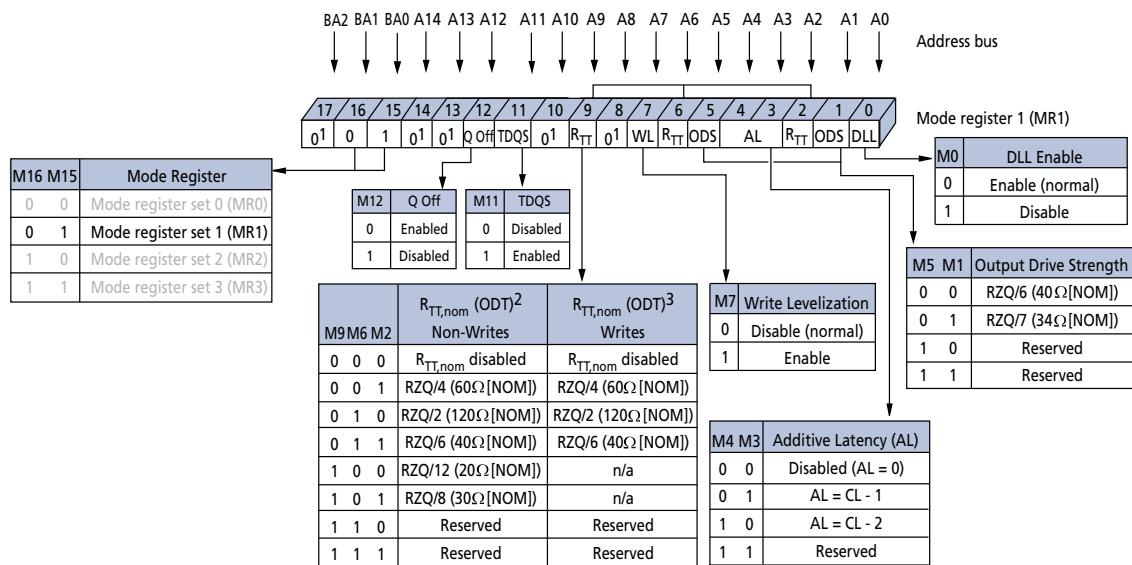 BA2 BA1 BA0 A14 A13 A12 A11 A10 A9 A8 A7 A6 A5 A4 A3 A2 A1 A0
Address bus
17 16 15 14 13 12 11 10 9 8 7 6 5 4 3 2 1 0
0¹ 0 1 0¹ 0¹ Q Off TDQS 0¹ RTT 0¹ WL RTT ODS AL RTT ODS DLL
Mode register 1 (MR1)
M16 M15 Mode Register
0 0 Mode register set 0 (MR0)
0 1 Mode register set 1 (MR1)
1 0 Mode register set 2 (MR2)
1 1 Mode register set 3 (MR3)
M12 Q Off
0 Enabled
1 Disabled
M11 TDQS
0 Disabled
1 Enabled
M0 DLL Enable
0 Enable (normal)
1 Disable
M5 M1 Output Drive Strength
0 0 RZQ/6 (40Ω[NOM])
0 1 RZQ/7 (34Ω[NOM])
1 0 Reserved
1 1 Reserved
M9 M6 M2 RTT,nom (ODT)² Non-Writes RTT,nom (ODT)³ Writes
0 0 0 RTT,nom disabled RTT,nom disabled
0 0 1 RZQ/4 (60Ω[NOM]) RZQ/4 (60Ω[NOM])
0 1 0 RZQ/2 (120Ω[NOM]) RZQ/2 (120Ω[NOM])
0 1 1 RZQ/6 (40Ω[NOM]) RZQ/6 (40Ω[NOM])
1 0 0 RZQ/12 (20Ω[NOM]) n/a
1 0 1 RZQ/8 (30Ω[NOM]) n/a
1 1 0 Reserved Reserved
1 1 1 Reserved Reserved
M7 Write Levelization
0 Disable (normal)
1 Enable
M4 M3 Additive Latency (AL)
0 0 Disabled (AL = 0)
0 1 AL = CL - 1
1 0 AL = CL - 2
1 1 Reserved